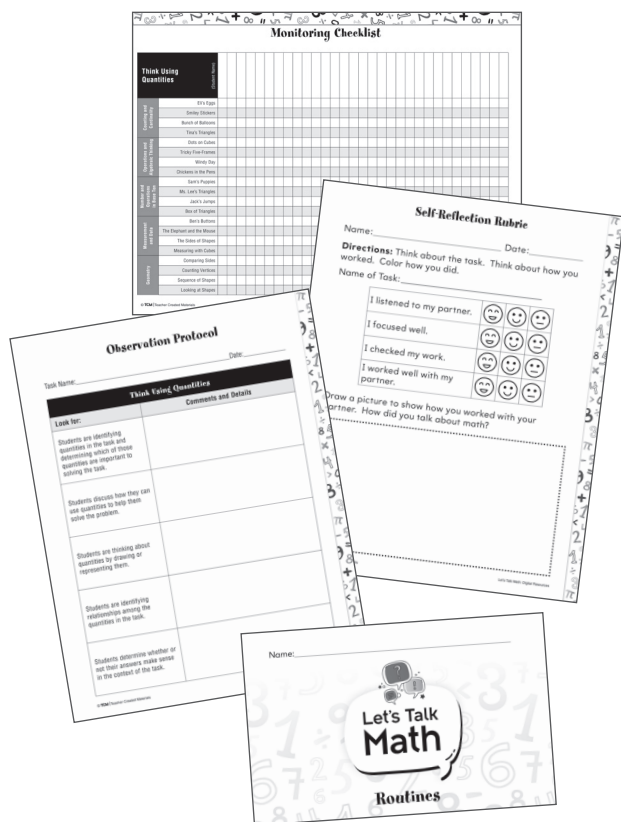 Monitoring Checklist
Think Using
Quantities
(Student Name)
Counting and
Cardinality
Eli's Eggs
Smiley Stickers
Bunch of Buttons
Tina's Triangles
Operations and
Algebraic Thinking
Dots on Cubes
Tricky Five-Frames
Windy Day
Chickens in the Pens
Number and
Operations
in Base Ten
Sam's Puppies
Ms. Lee's Triangles
Jack's Jumps
Box of Triangles
Measurement
and Data
Ben's Buttons
The Elephant and the Mouse
The Sides of Shapes
Measuring with Cubes
Geometry
Comparing Sides
Counting Vertices
Sequence of Shapes
Looking at Shapes
© TCM | Teacher Created Materials
Self-Reflection Rubric
Name: Date:
Directions: Think about the task. Think about how you
worked. Color how you did.
Name of Task:
I listened to my partner.
I focused well.
I checked my work.
I worked well with my
partner.
Draw a picture to show how you worked with your
partner. How did you talk about math?
Let's Talk Math: Digital Resources
Observation Protocol
Task Name: Date:
Think Using Quantities
Look for: Comments and Details
Students are identifying
quantities in the task and
determining which of those
quantities are important to
solving the task.
Students discuss how they can
use quantities to help them
solve the problem.
Students are thinking about
quantities by drawing or
representing them.
Students are identifying
relationships among the
quantities in the task.
Students determine whether or
not their answers make sense
in the context of the task.
© TCM | Teacher Created Materials
Name:
Let's Talk
Math
Routines